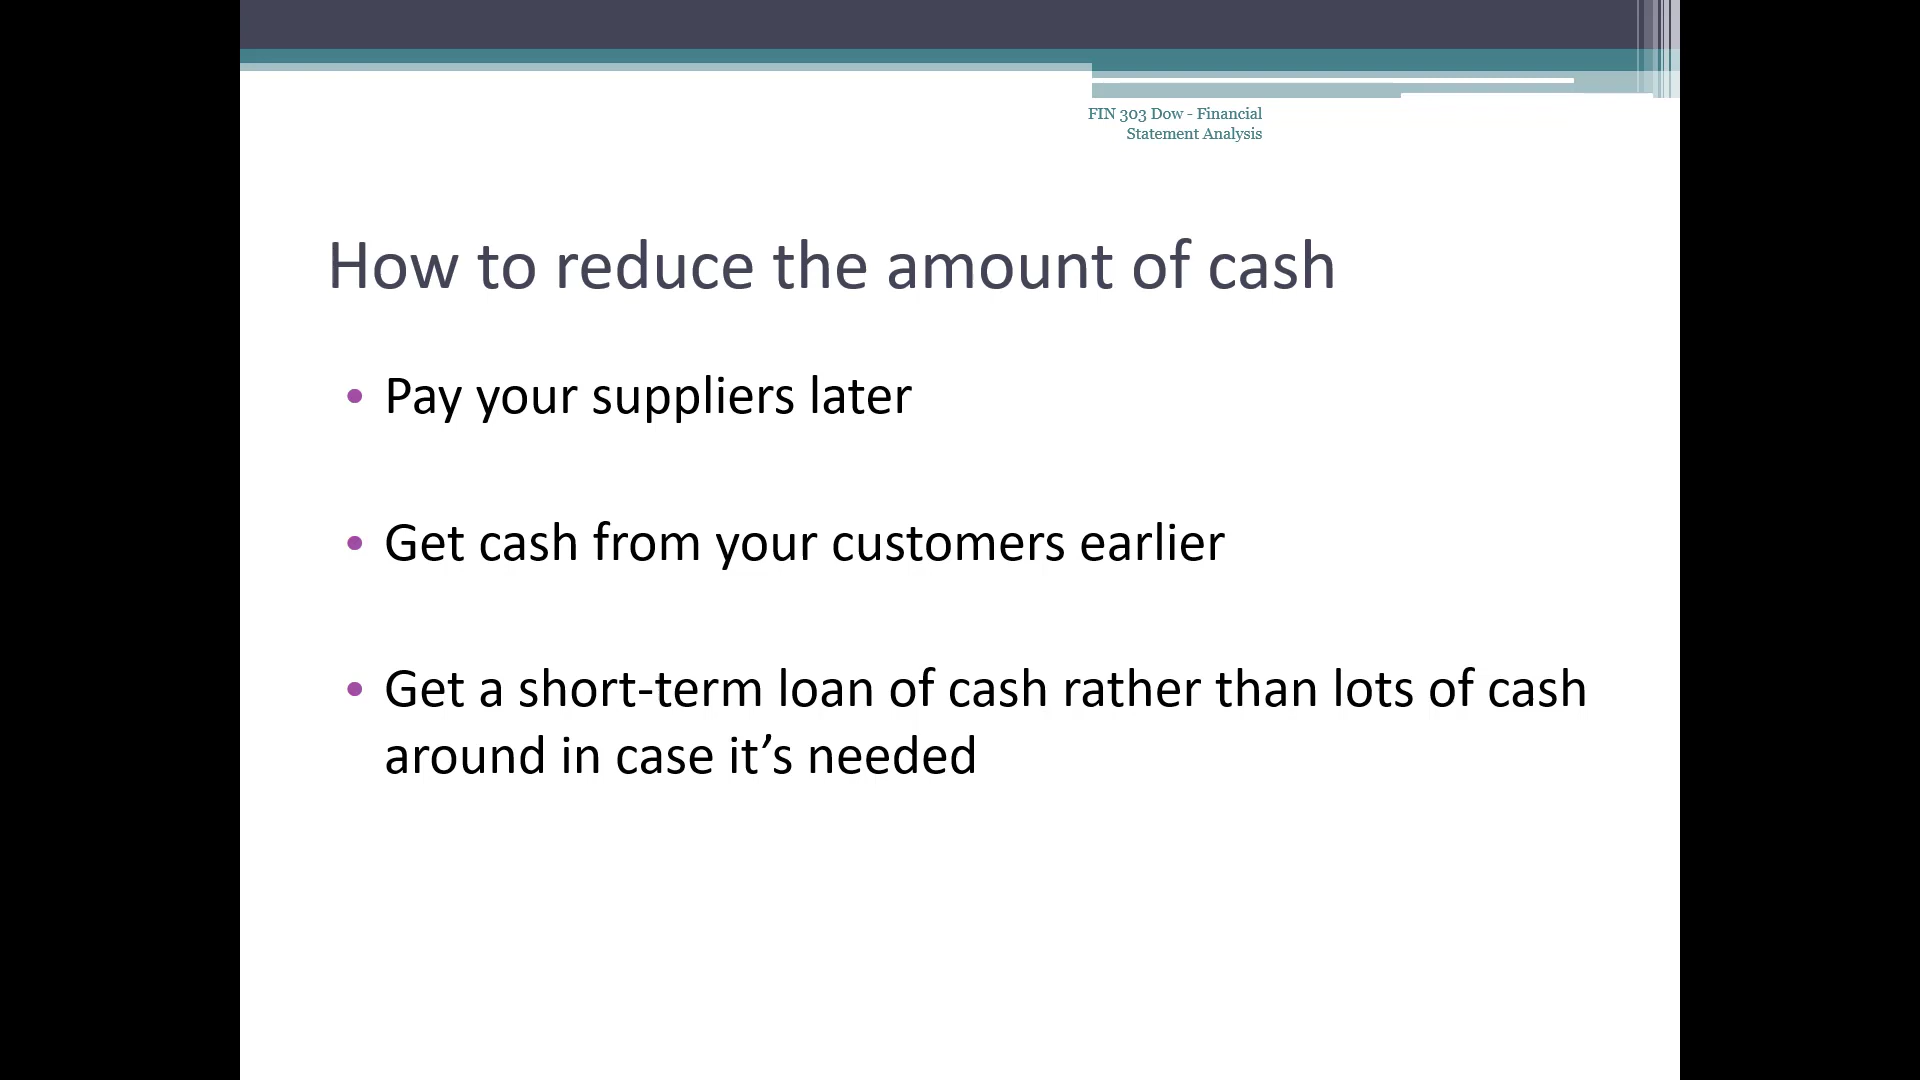 FIN 303 Dow - Financial
Statement Analysis
How to reduce the amount of cash
• Pay your suppliers later
• Get cash from your customers earlier
• Get a short-term loan of cash rather than lots of cash
around in case it’s needed